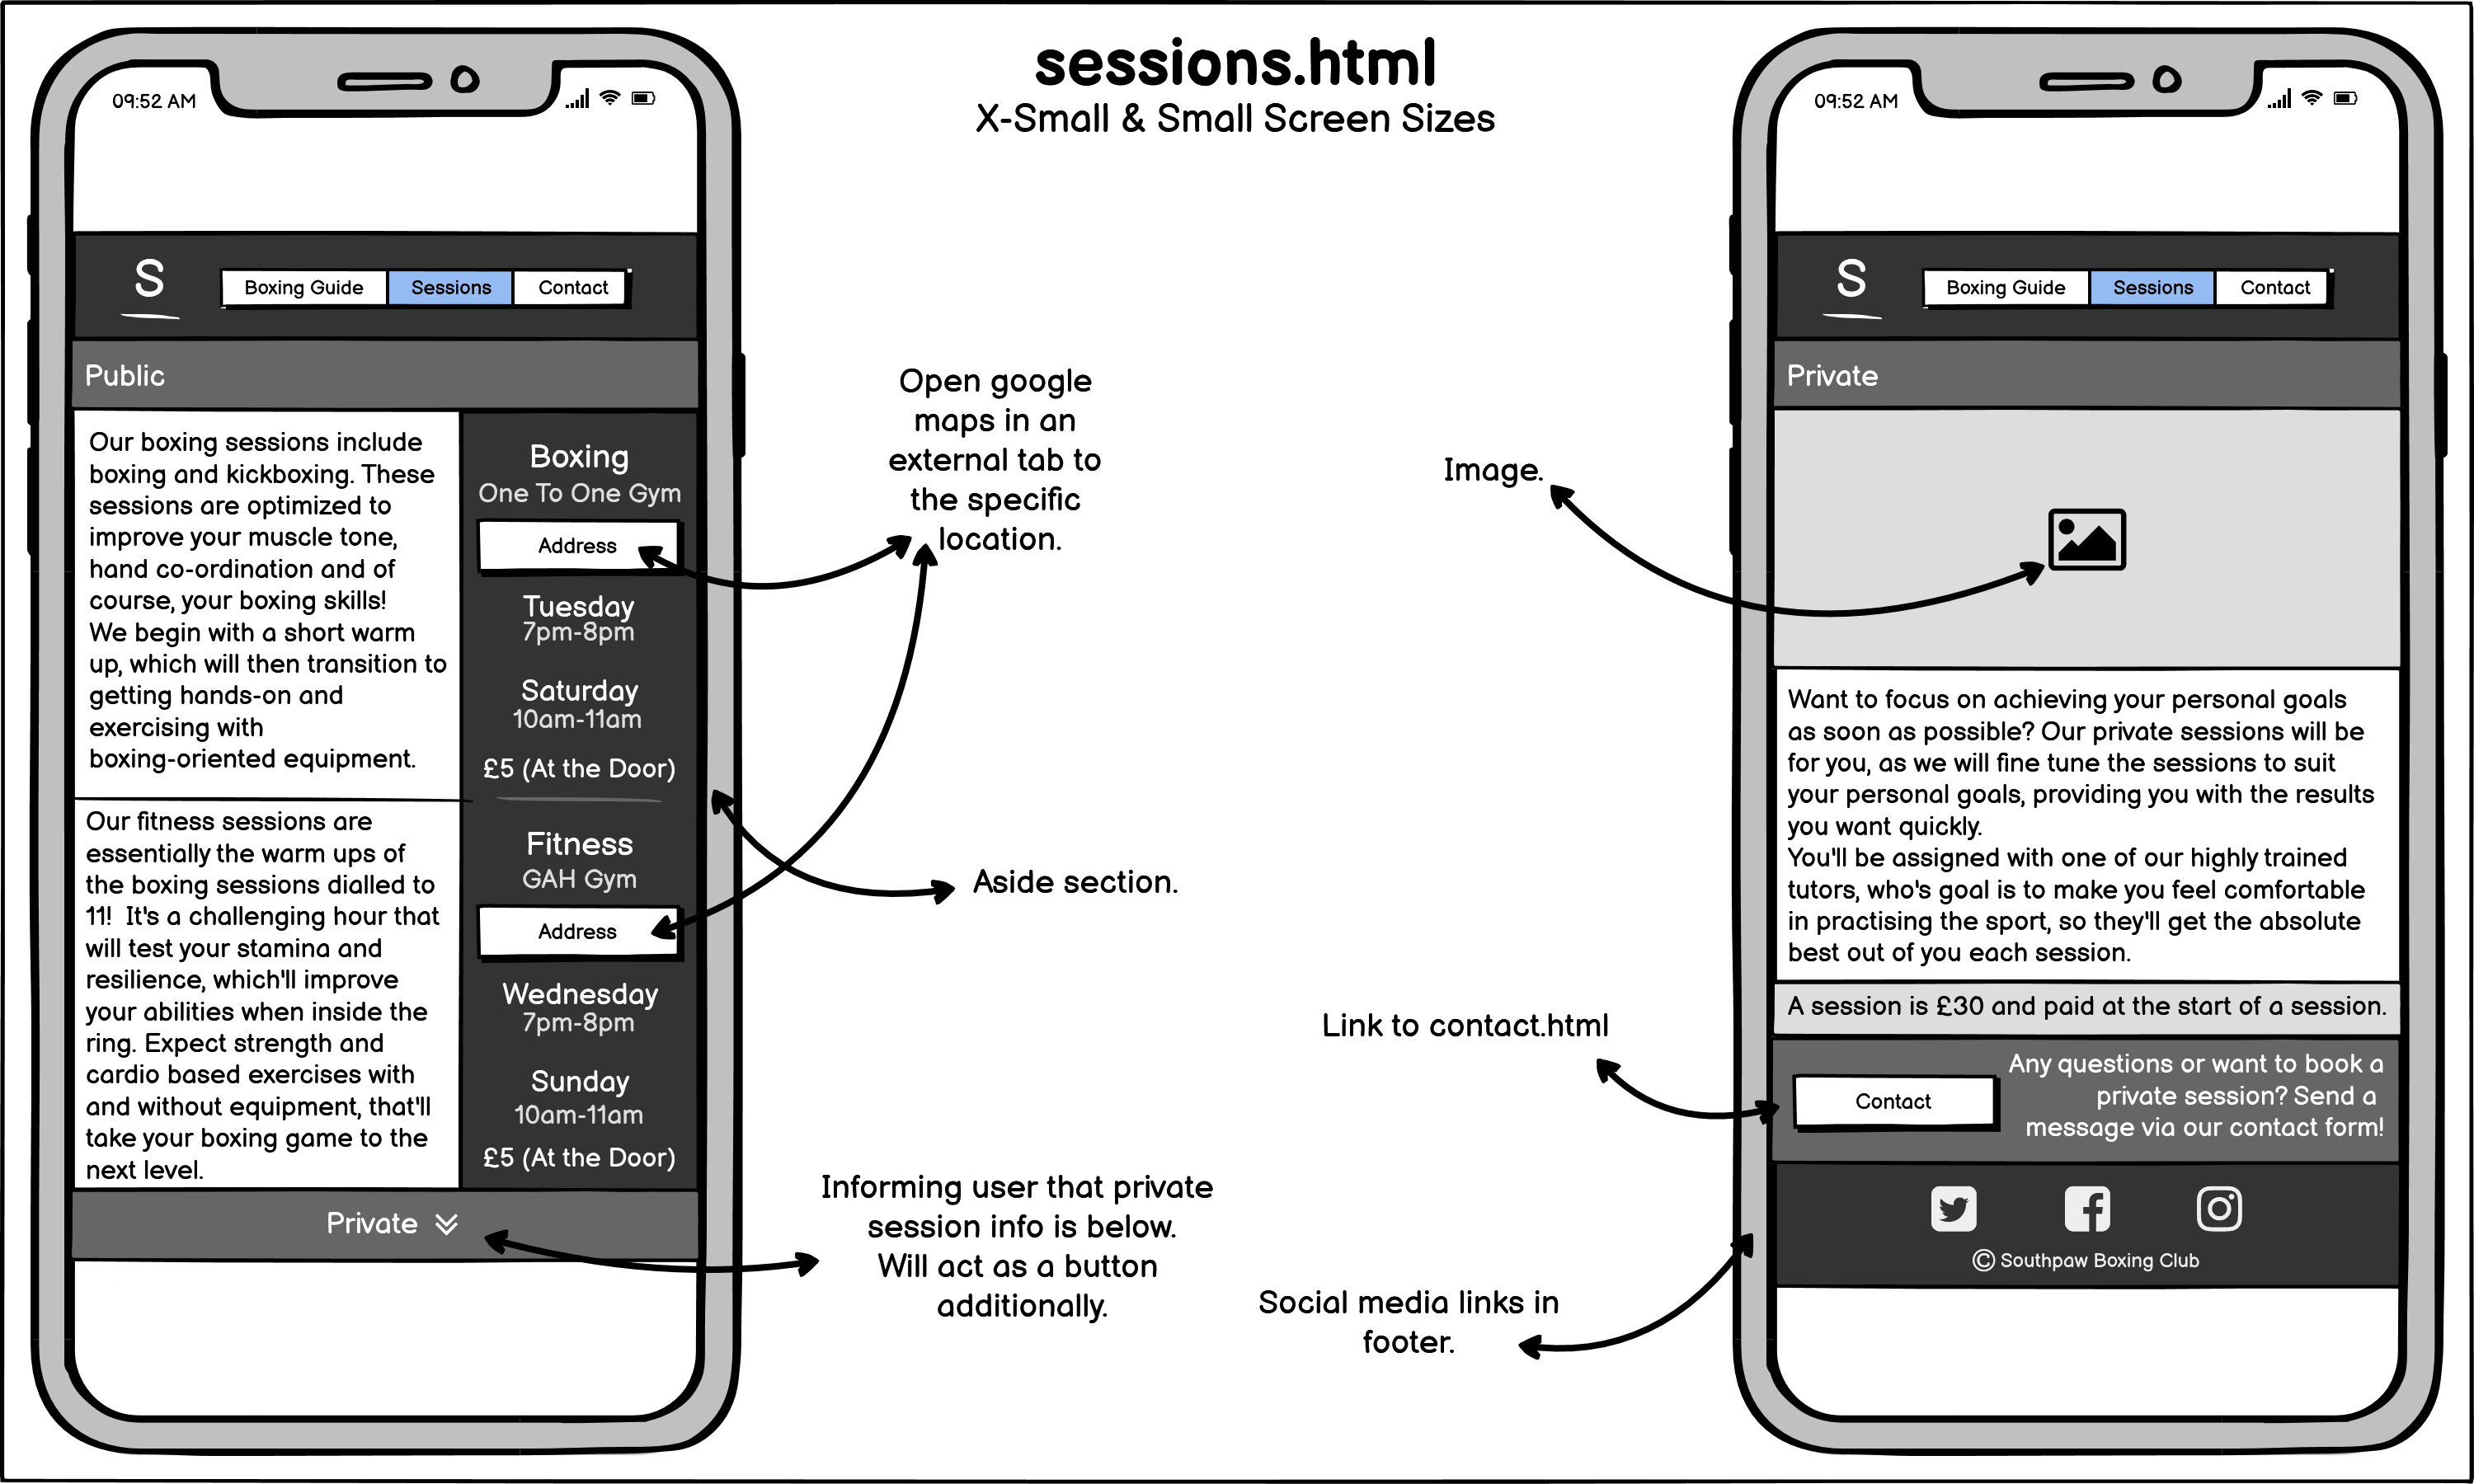 sessions.html
X-Small & Small Screen Sizes
09:52 AM
S
Boxing Guide
Sessions
Contact
Public
Our boxing sessions include
boxing and kickboxing. These
sessions are optimized to
improve your muscle tone,
hand co-ordination and of
course, your boxing skills!
We begin with a short warm
up, which will then transition to
getting hands-on and
exercising with
boxing-oriented equipment.
Our fitness sessions are
essentially the warm ups of
the boxing sessions dialled to
11!  It's a challenging hour that
will test your stamina and
resilience, which'll improve
your abilities when inside the
ring. Expect strength and
cardio based exercises with
and without equipment, that'll
take your boxing game to the
next level.
Boxing
One To One Gym
Address
Tuesday
7pm-8pm
Saturday
10am-11am
£5 (At the Door)
Fitness
GAH Gym
Address
Wednesday
7pm-8pm
Sunday
10am-11am
£5 (At the Door)
Private
Open google
maps in an
external tab to
the specific
location.
Aside section.
Informing user that private
session info is below.
Will act as a button
additionally.
Image.
Link to contact.html
Social media links in
footer.
09:52 AM
S
Boxing Guide
Sessions
Contact
Private
Want to focus on achieving your personal goals
as soon as possible? Our private sessions will be
for you, as we will fine tune the sessions to suit
your personal goals, providing you with the results
you want quickly.
You'll be assigned with one of our highly trained
tutors, who's goal is to make you feel comfortable
in practising the sport, so they'll get the absolute
best out of you each session.
A session is £30 and paid at the start of a session.
Contact
Any questions or want to book a
private session? Send a
message via our contact form!
© Southpaw Boxing Club